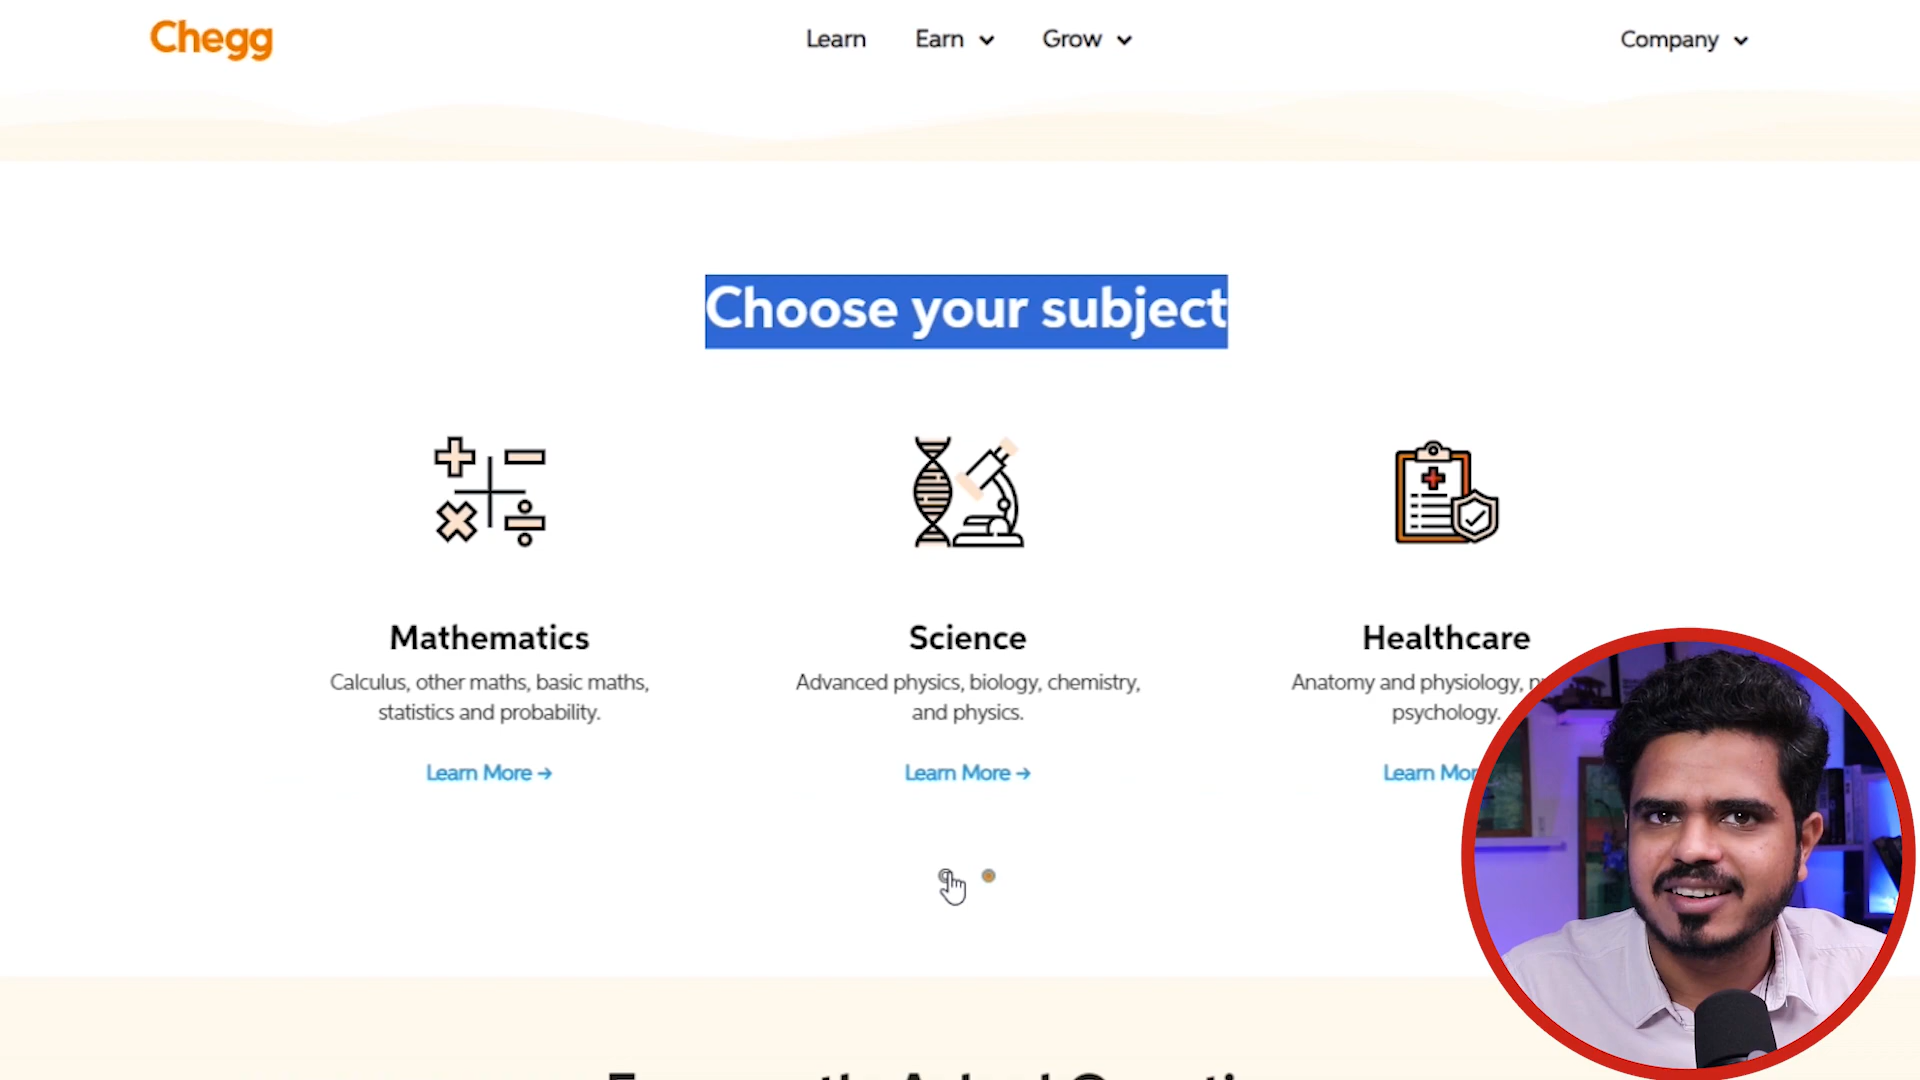 Chegg
Learn
Earn
Grow
Company
Choose your subject
Mathematics
Calculus, other maths, basic maths,
statistics and probability.
Learn More →
Science
Advanced physics, biology, chemistry,
and physics.
Learn More →
Healthcare
Anatomy and physiology,
psychology.
Learn